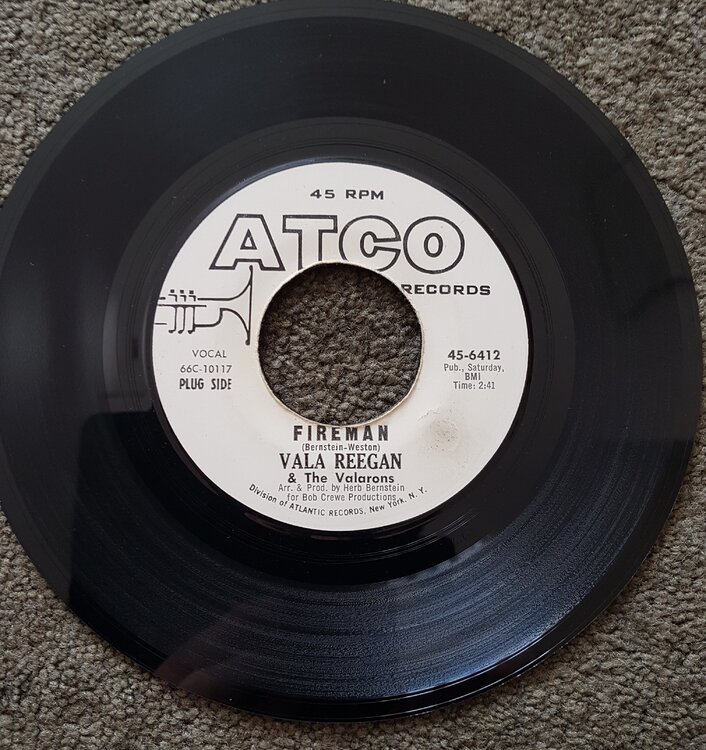 45 RPM
ATCO
RECORDS
VOCAL
66C-10117
PLUG SIDE
45-6412
Pub., Saturday,
BMI
Time: 2:41
FIREMAN
(Bernstein-Weston)
VALA REEGAN
& The Valarons
Arr. & Prod. by Herb Bernstein
for Bob Crewe Productions
Division of ATLANTIC RECORDS, New York, N. Y.